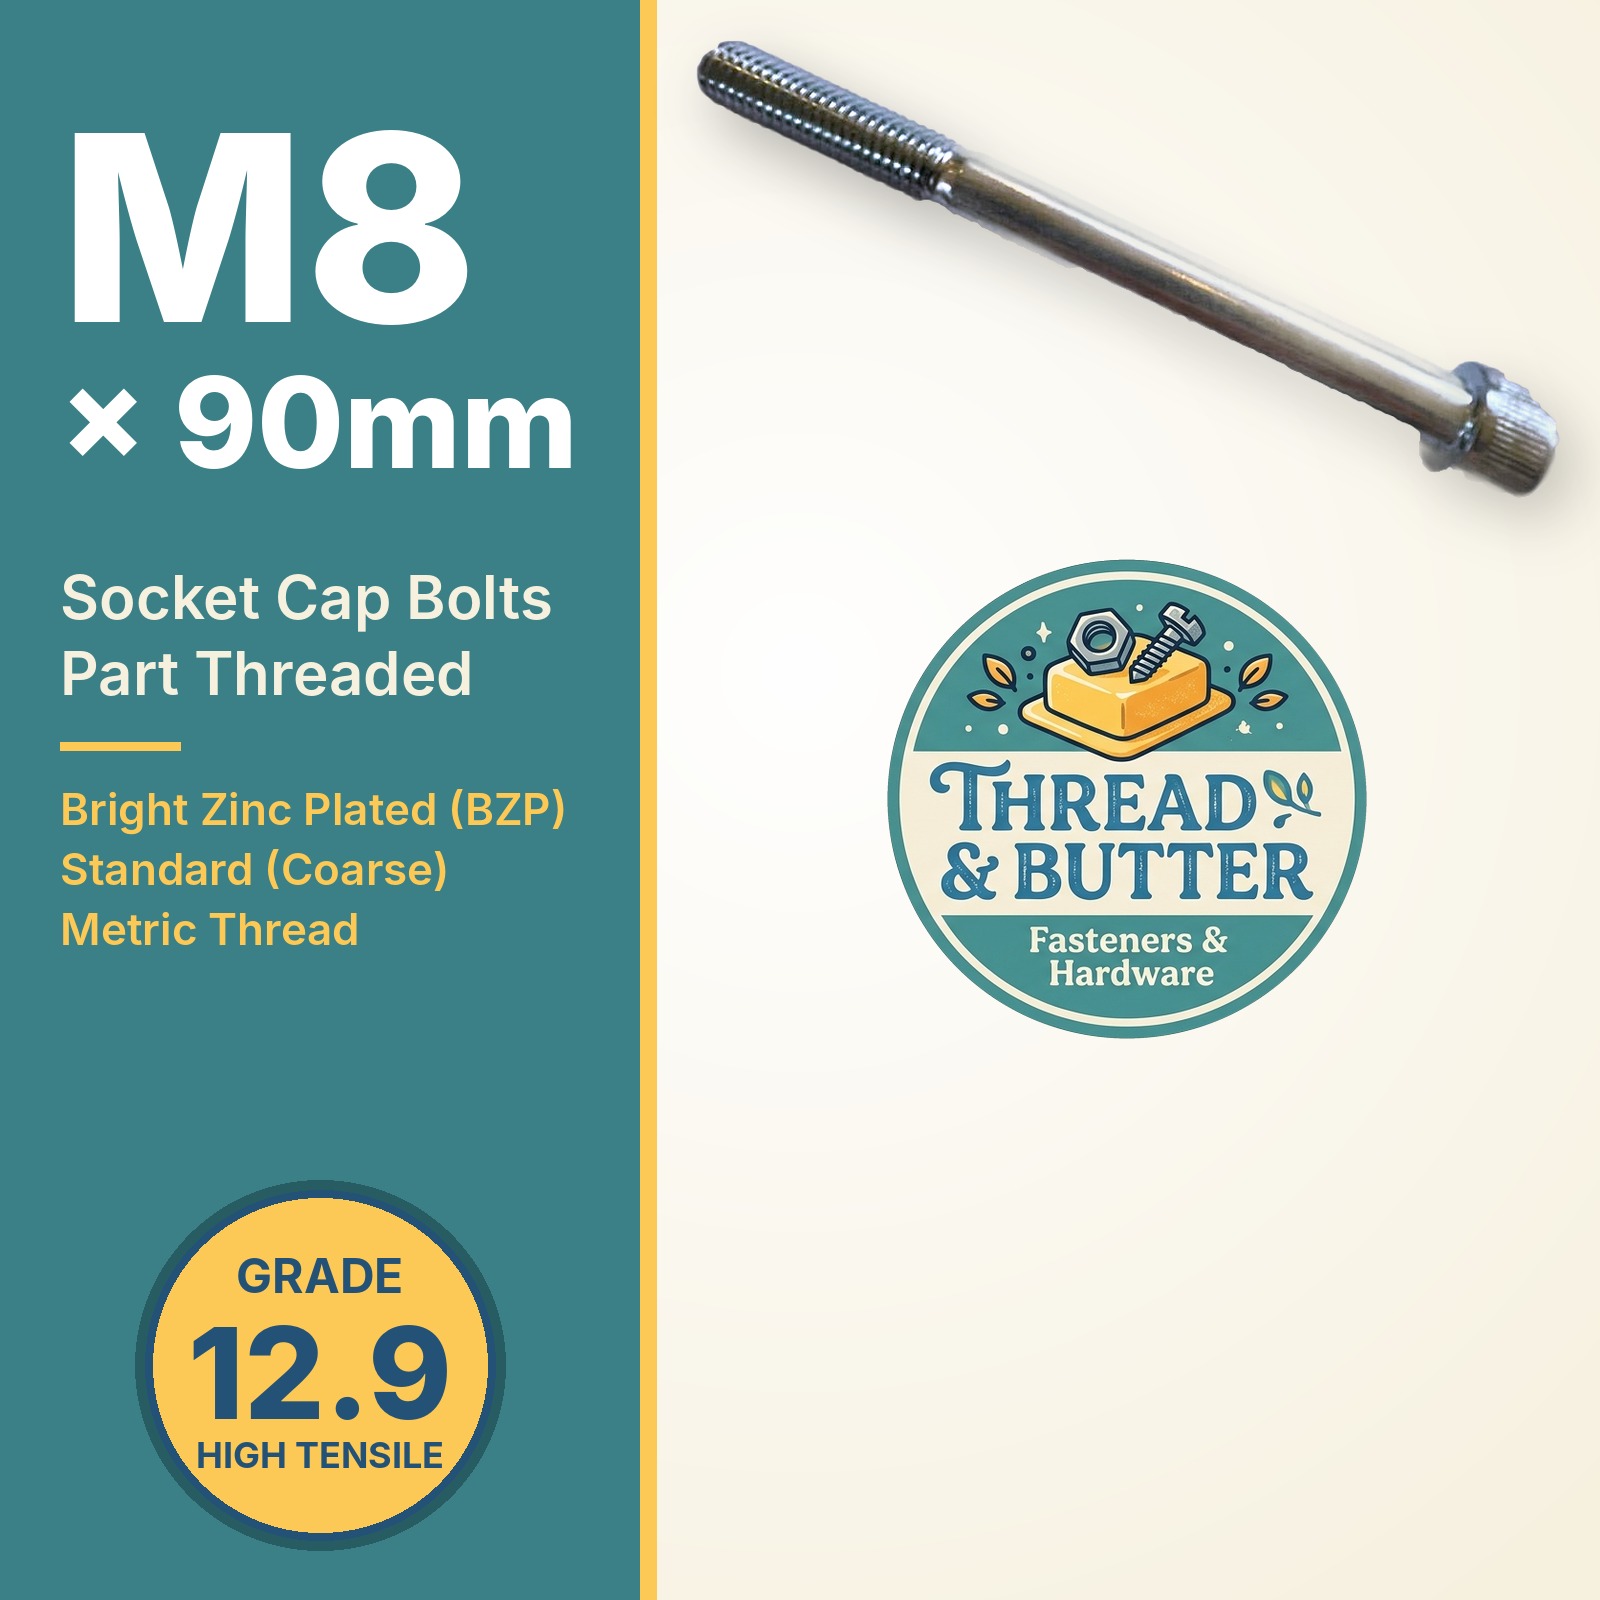 M8
× 90mm
Socket Cap Bolts
Part Threaded
Bright Zinc Plated (BZP)
Standard (Coarse)
Metric Thread
GRADE
12.9
HIGH TENSILE
THREAD
& BUTTER
Fasteners &
Hardware